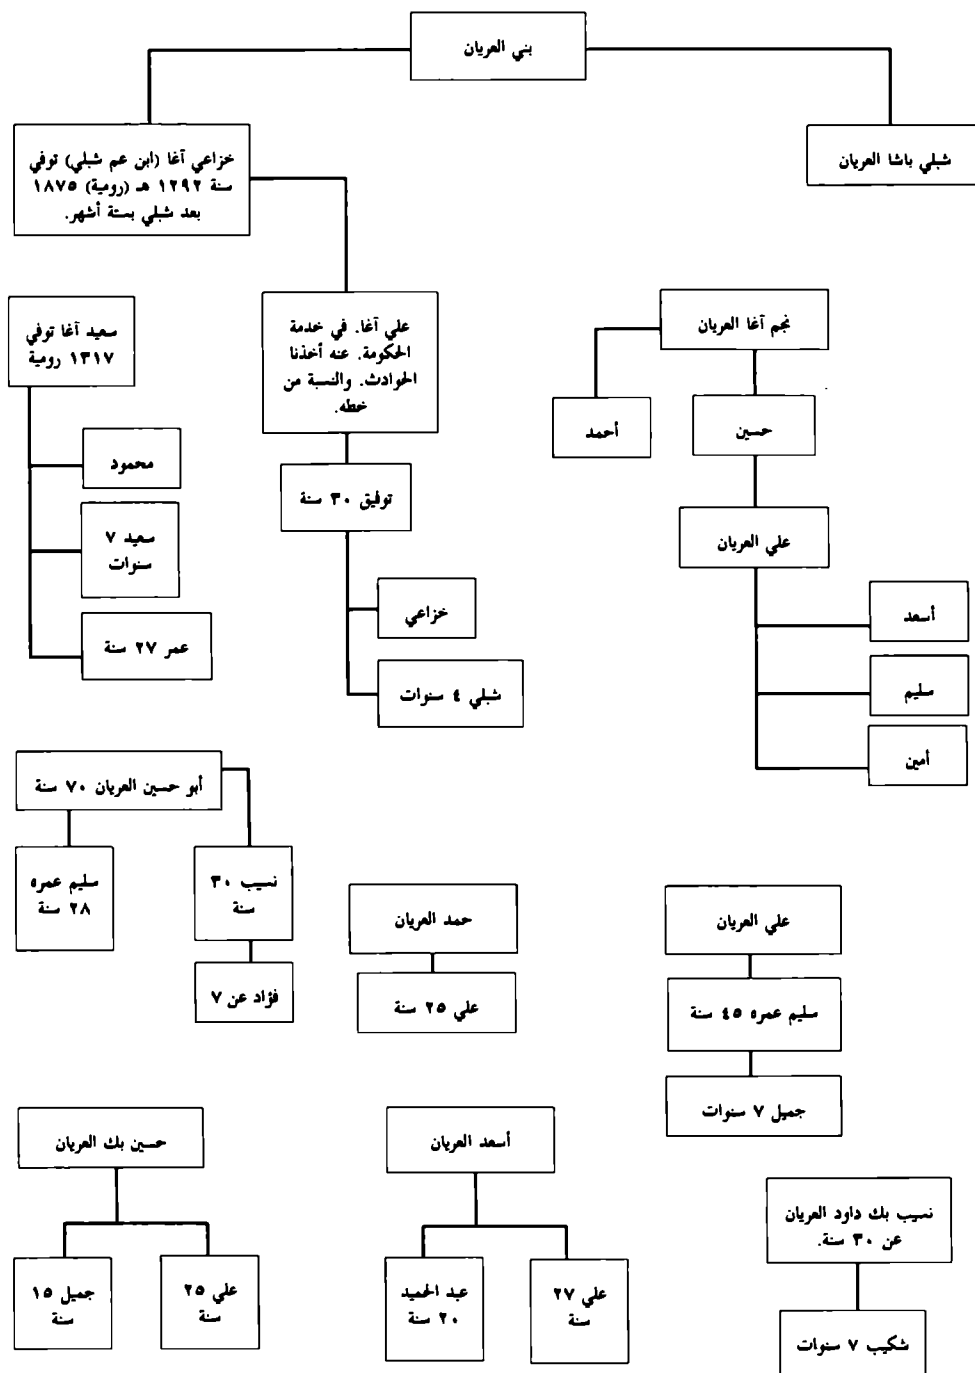 بني العريان
شبلي باشا العريان
خزاعي آغا (ابن عم شبلي) توفي
سنة ١٢٩٢ هـ (رومية) ١٨٧٥
بعد شبلي بستة أشهر.
نجم آغا العريان
أحمد
حسين
علي العريان
أسعد
سليم
أمين
علي آغا. في خدمة
الحكومة. عنه أخذنا
الحوادث. والنسبة من
خطه.
توفيق ٣٠ سنة
خزاعي
شبلي ٤ سنوات
سعيد آغا توفي
١٣١٧ رومية
محمود
سعيد ٧
سنوات
عمر ٢٧ سنة
أبو حسين العريان ٧٠ سنة
نسيب ٣٠
سنة
فؤاد عن ٧
سليم عمره
٢٨ سنة
علي العريان
سليم عمره ٤٥ سنة
جميل ٧ سنوات
حمد العريان
علي ٢٥ سنة
نسيب بك داود العريان
عن ٣٠ سنة.
شكيب ٧ سنوات
أسعد العريان
علي ٢٧
سنة
عبد الحميد
٢٠ سنة
حسين بك العريان
علي ٢٥
سنة
جميل ١٥
سنة